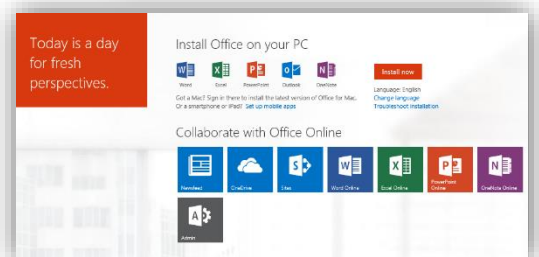 Today is a day
for fresh
perspectives.
Install Office on your PC
Word Excel PowerPoint Outlook OneNote
Install now
Got a Mac? Sign in there to install the latest version of Office for Mac.
Or a smartphone or iPad? Set up mobile apps
Language: English
Change language
Troubleshoot installation
Collaborate with Office Online
Newsfeed OneDrive Sites Word Online Excel Online PowerPoint Online OneNote Online
Admin